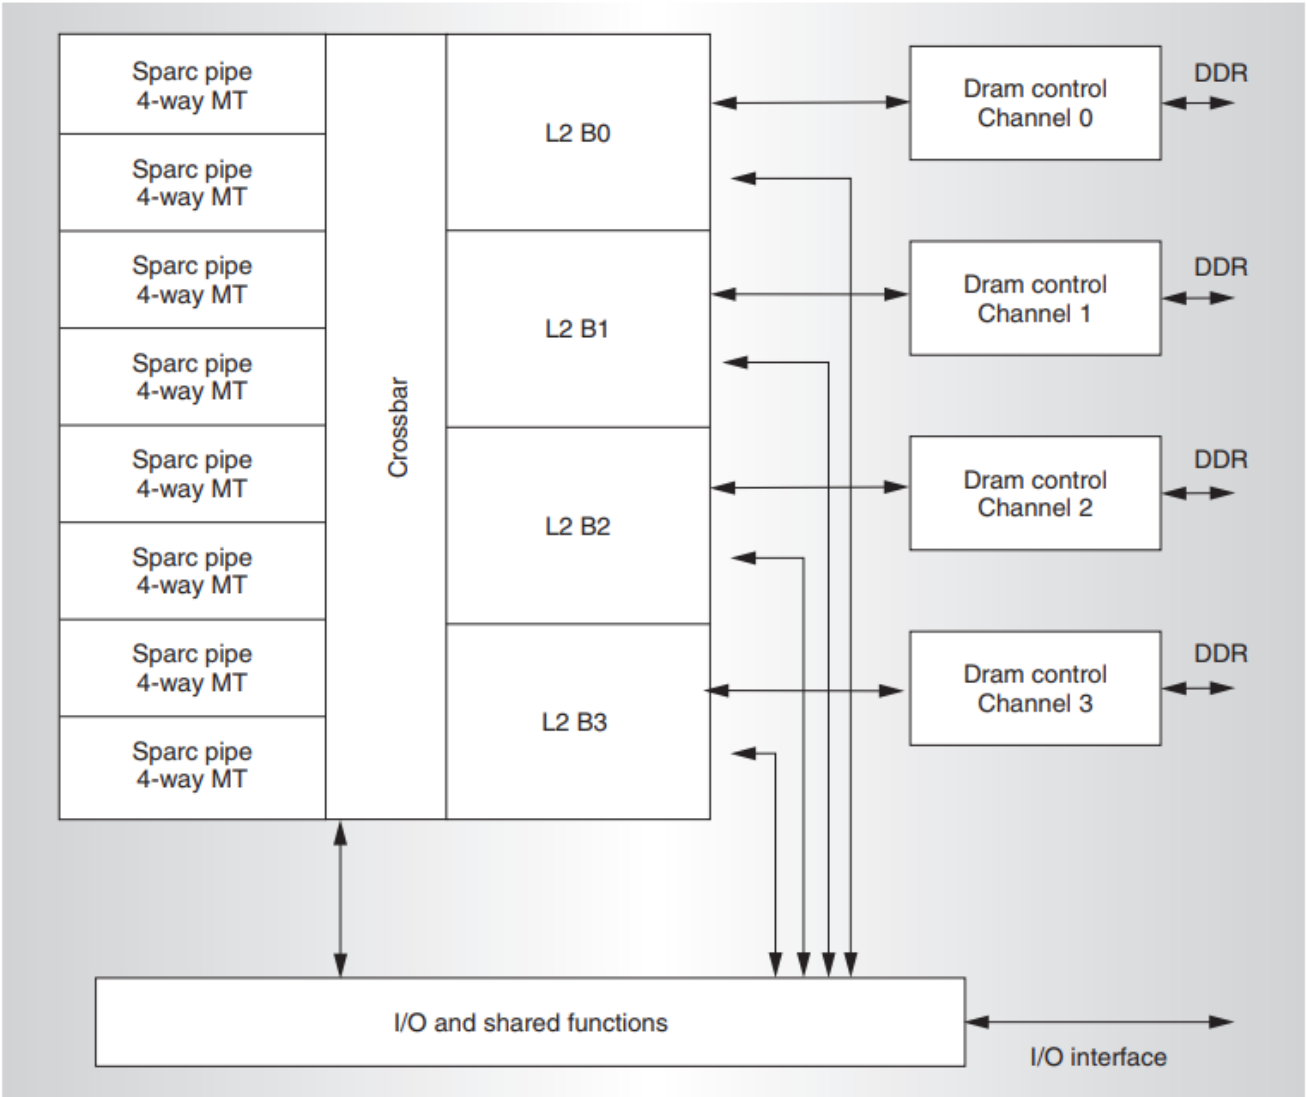 Sparc pipe
4-way MT
Sparc pipe
4-way MT
Sparc pipe
4-way MT
Sparc pipe
4-way MT
Sparc pipe
4-way MT
Sparc pipe
4-way MT
Sparc pipe
4-way MT
Sparc pipe
4-way MT
Crossbar
L2 B0
L2 B1
L2 B2
L2 B3
Dram control
Channel 0
DDR
Dram control
Channel 1
DDR
Dram control
Channel 2
DDR
Dram control
Channel 3
DDR
I/O and shared functions
I/O interface